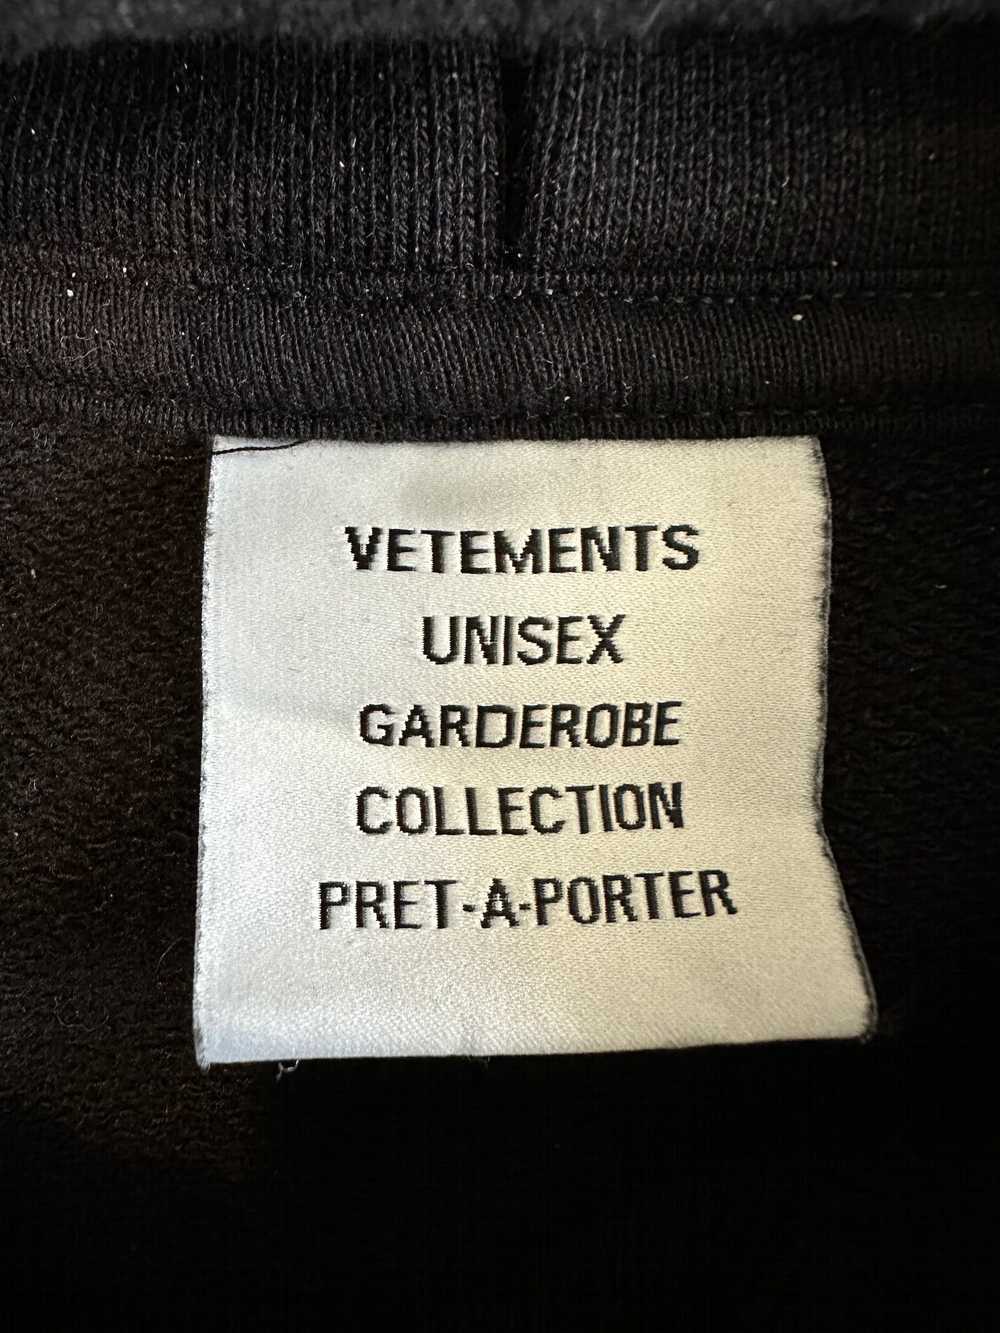 VETEMENTS
UNISEX
GARDEROBE
COLLECTION
PRET-A-PORTER